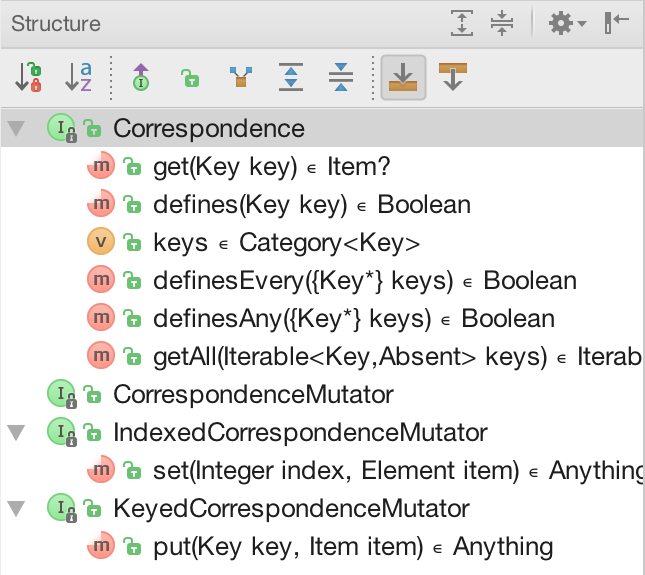 Structure
Correspondence
get(Key key) ∊ Item?
defines(Key key) ∊ Boolean
keys ∊ Category<Key>
definesEvery({Key*} keys) ∊ Boolean
definesAny({Key*} keys) ∊ Boolean
getAll(Iterable<Key,Absent> keys) ∊ Iterab
CorrespondenceMutator
IndexedCorrespondenceMutator
set(Integer index, Element item) ∊ Anything
KeyedCorrespondenceMutator
put(Key key, Item item) ∊ Anything